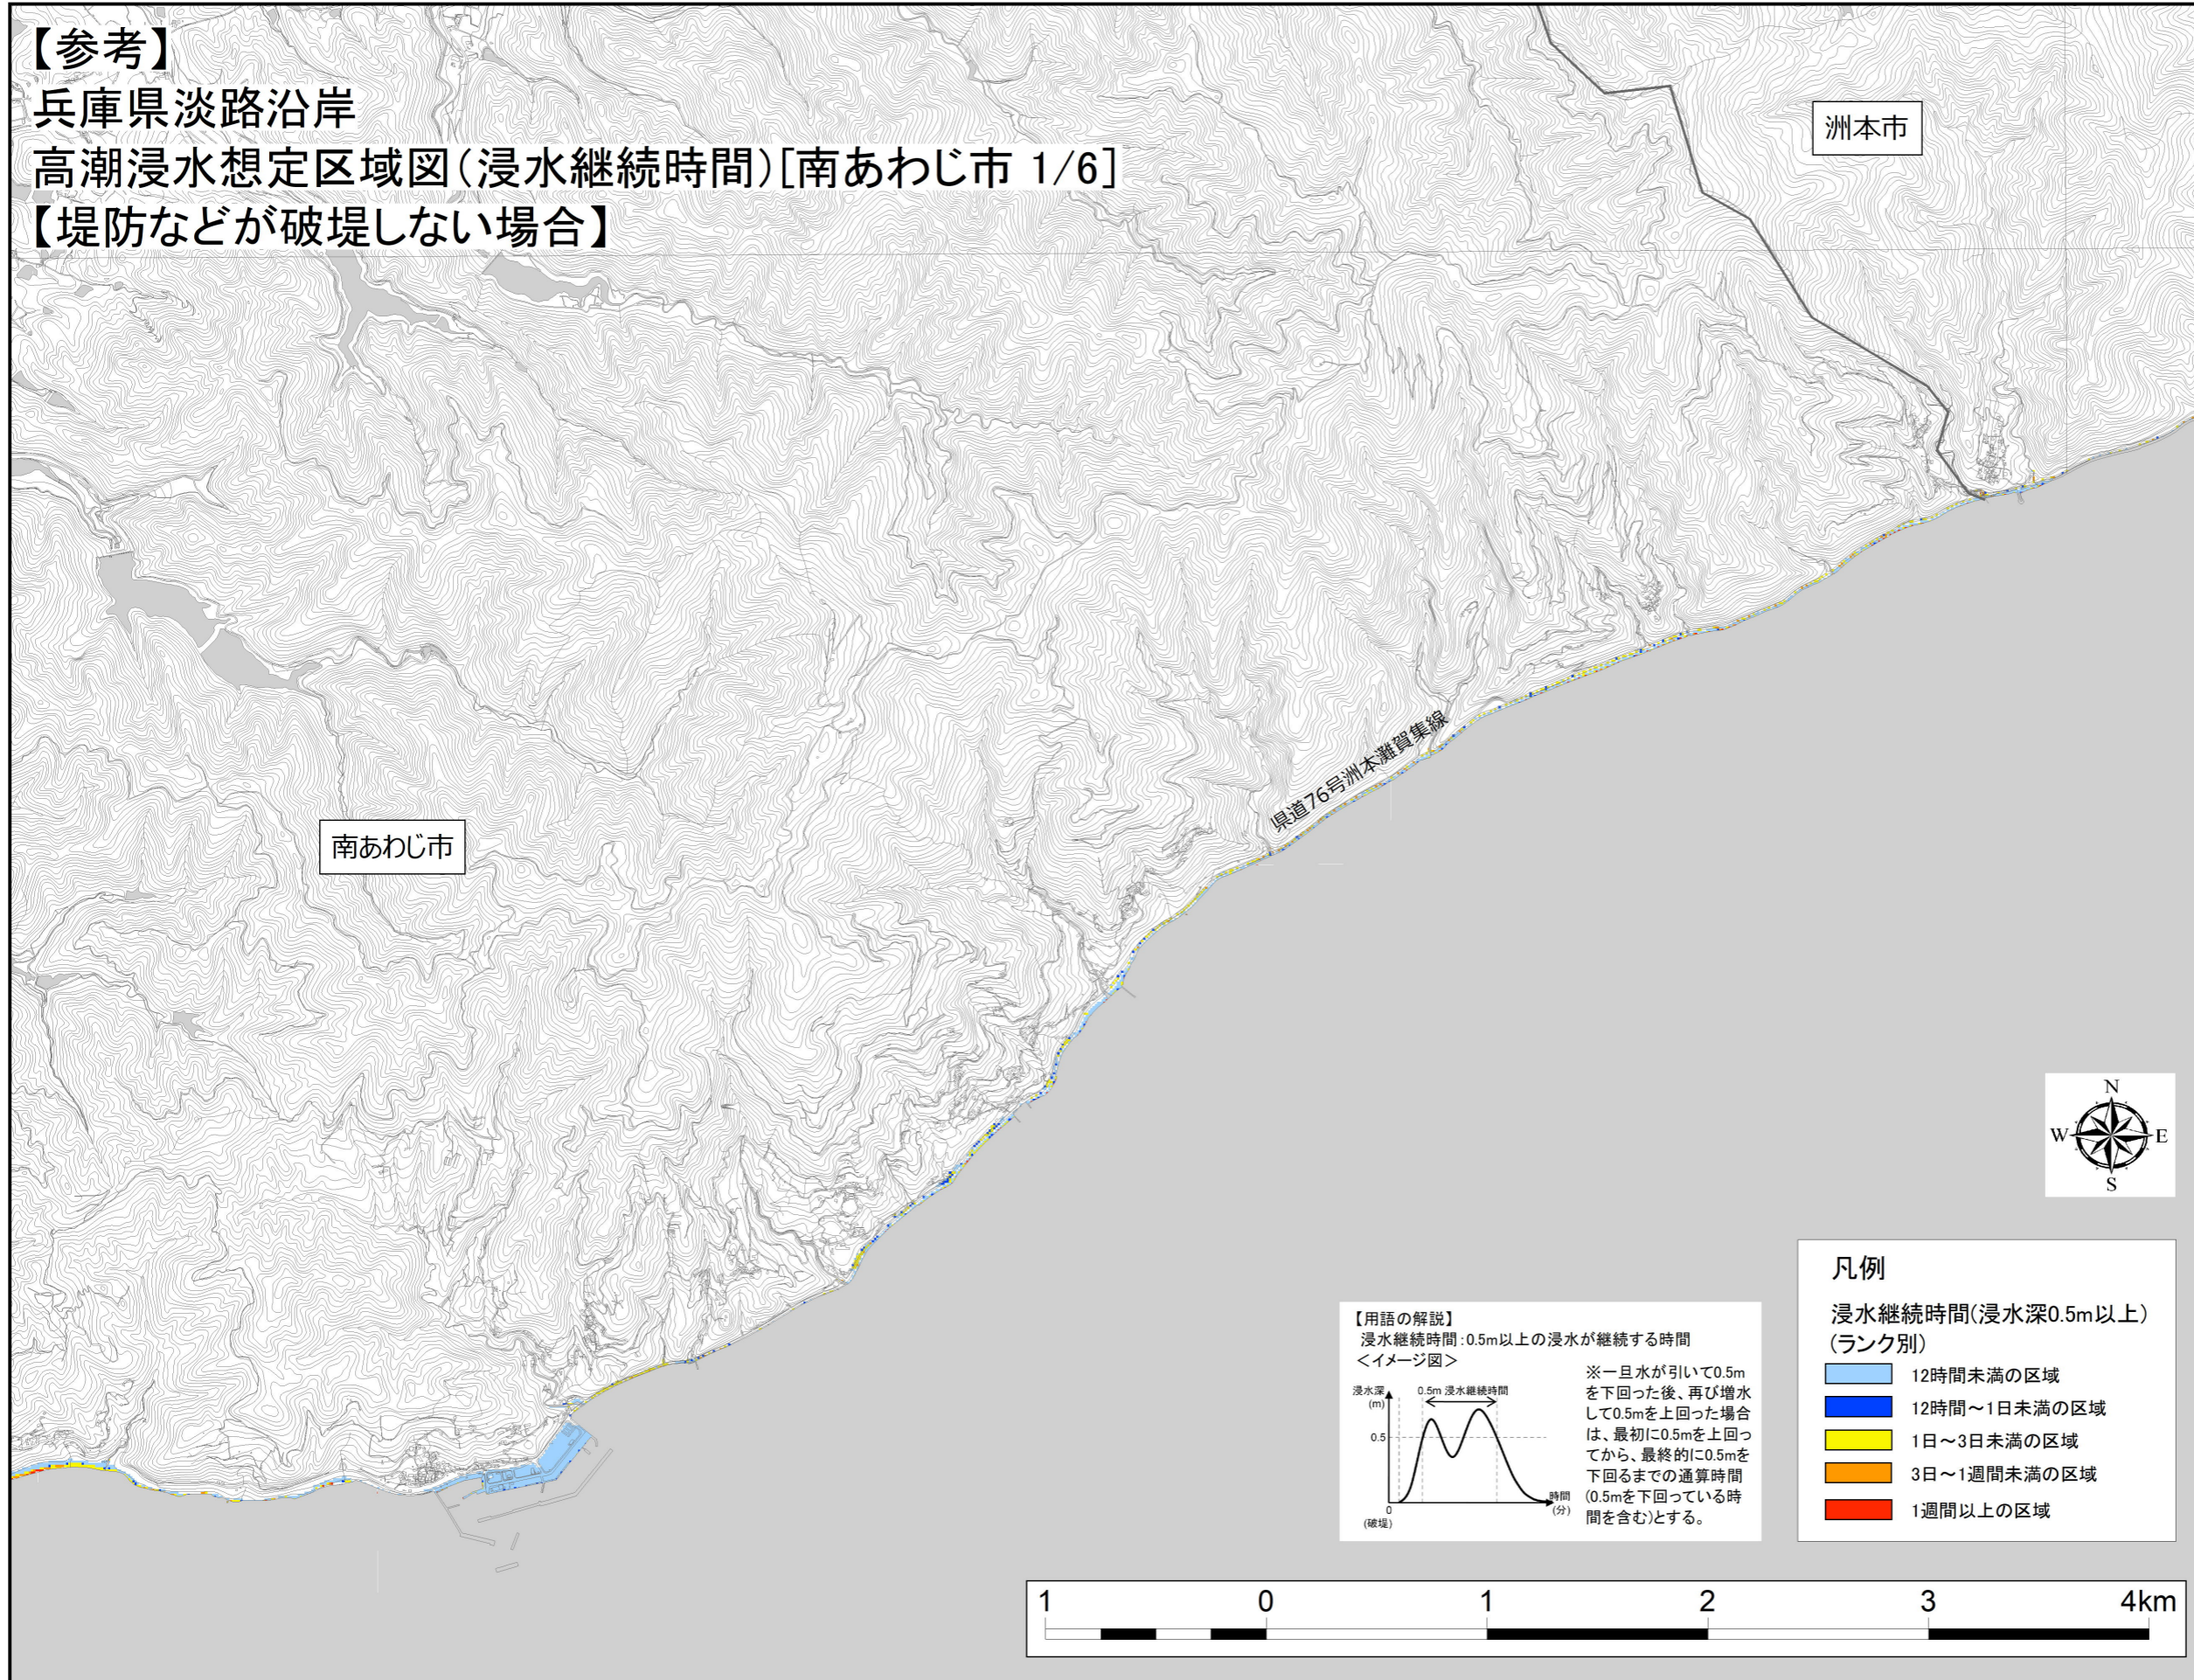 【参考】
兵庫県淡路沿岸
高潮浸水想定区域図(浸水継続時間)[南あわじ市 1/6]
【堤防などが破堤しない場合】
洲本市
県道76号洲本灘賀集線
南あわじ市
N
W
E
S
【用語の解説】
浸水継続時間:0.5m以上の浸水が継続する時間
<イメージ図>
浸水深
(m)
0.5m 浸水継続時間
0.5
0
(破堤)
時間
(分)
※一旦水が引いて0.5m
を下回った後、再び増水
して0.5mを上回った場合
は、最初に0.5mを上回っ
てから、最終的に0.5mを
下回るまでの通算時間
(0.5mを下回っている時
間を含む)とする。
凡例
浸水継続時間(浸水深0.5m以上)
(ランク別)
12時間未満の区域
12時間~1日未満の区域
1日~3日未満の区域
3日~1週間未満の区域
1週間以上の区域
1 0 1 2 3 4km